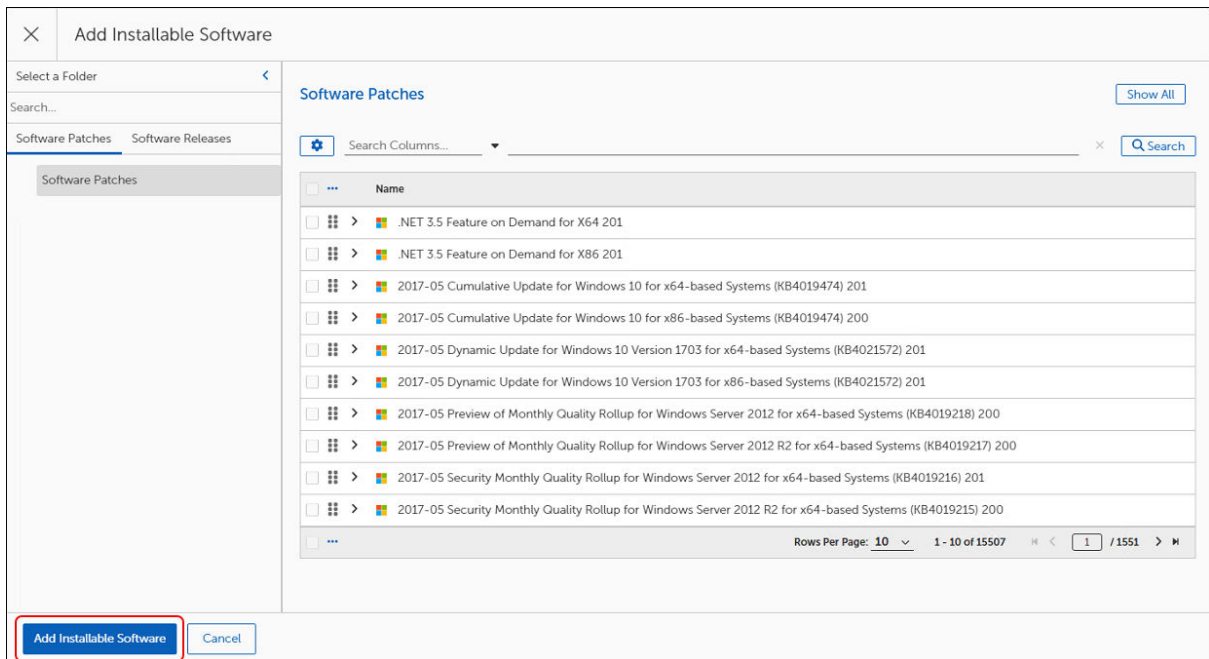 Add Installable Software
Select a Folder
Search...
Software Patches Software Releases
Software Patches
Software Patches
Show All
Search Columns...
Search
Name
.NET 3.5 Feature on Demand for X64 201
.NET 3.5 Feature on Demand for X86 201
2017-05 Cumulative Update for Windows 10 for x64-based Systems (KB4019474) 201
2017-05 Cumulative Update for Windows 10 for x86-based Systems (KB4019474) 200
2017-05 Dynamic Update for Windows 10 Version 1703 for x64-based Systems (KB4021572) 201
2017-05 Dynamic Update for Windows 10 Version 1703 for x86-based Systems (KB4021572) 201
2017-05 Preview of Monthly Quality Rollup for Windows Server 2012 for x64-based Systems (KB4019218) 200
2017-05 Preview of Monthly Quality Rollup for Windows Server 2012 R2 for x64-based Systems (KB4019217) 200
2017-05 Security Monthly Quality Rollup for Windows Server 2012 for x64-based Systems (KB4019216) 201
2017-05 Security Monthly Quality Rollup for Windows Server 2012 R2 for x64-based Systems (KB4019215) 200
Rows Per Page: 10 1 - 10 of 15507 1 / 1551
Add Installable Software Cancel